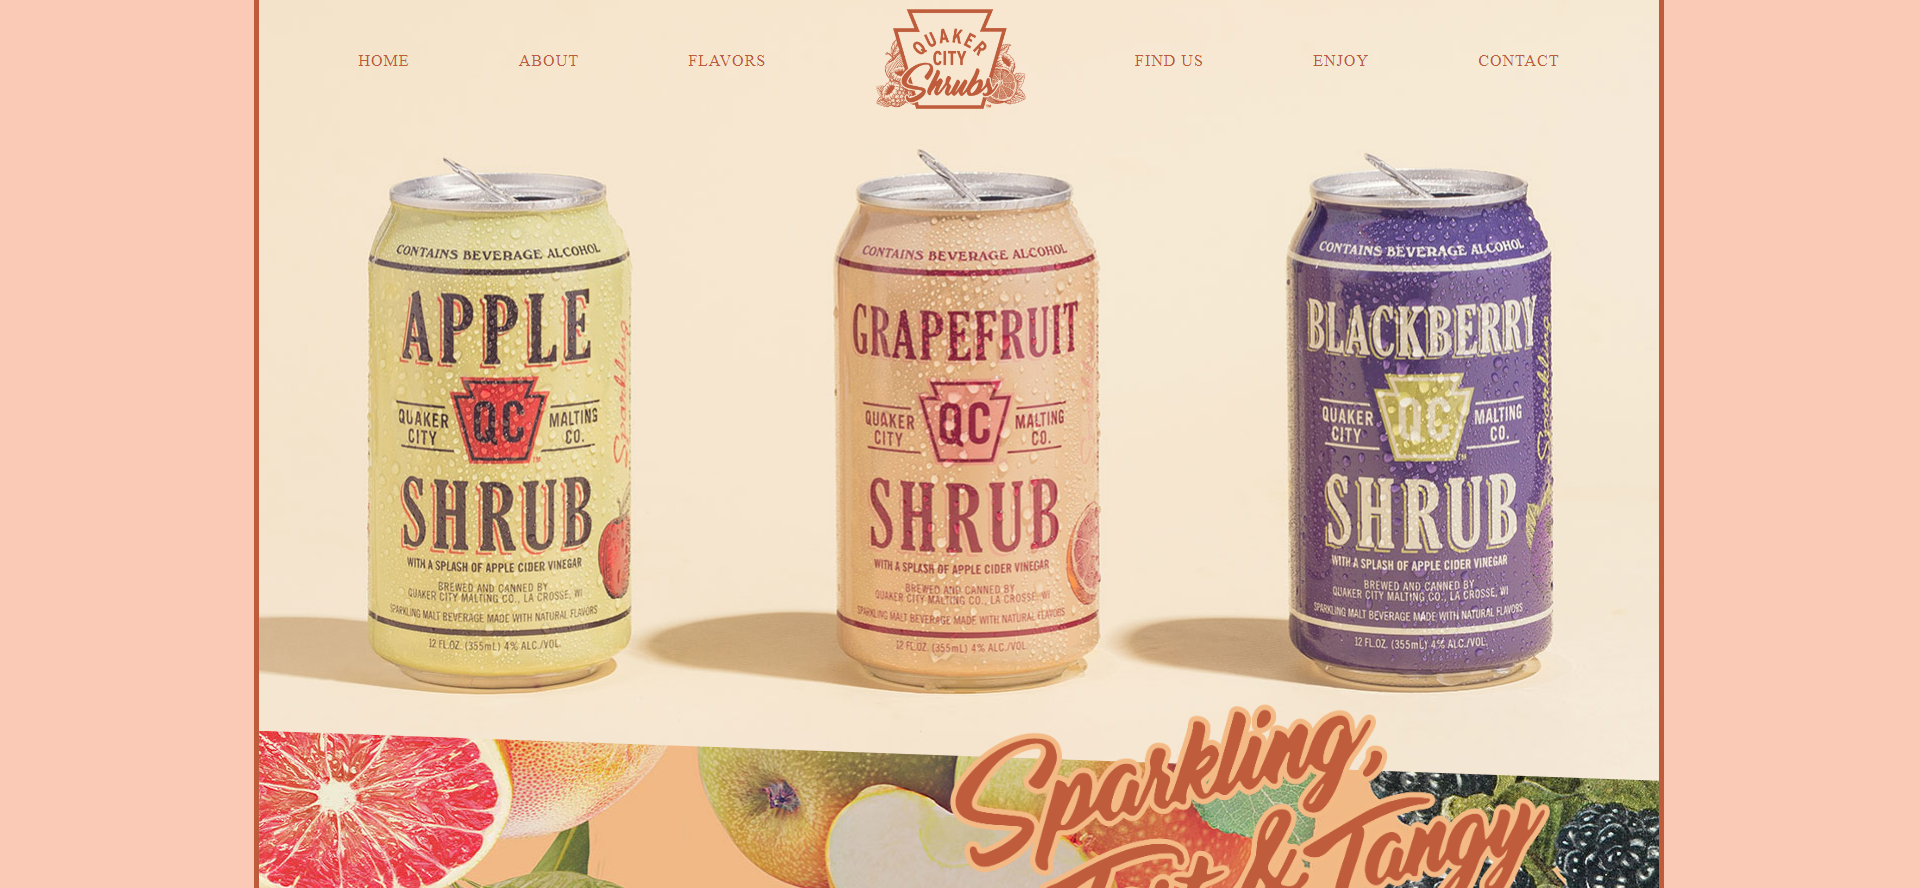 HOME
ABOUT
FLAVORS
QUAKER
CITY
Shrubs
FIND US
ENJOY
CONTACT
CONTAINS BEVERAGE ALCOHOL
APPLE
QUAKER
CITY
QC
MALTING
CO.
TM
SHRUB
WITH A SPLASH OF APPLE CIDER VINEGAR
BREWED AND CANNED BY
QUAKER CITY MALTING CO., LA CROSSE, WI
SPARKLING MALT BEVERAGE MADE WITH NATURAL FLAVORS
12 FL.OZ. (355mL) 4% ALC./VOL.
Sparkling
CONTAINS BEVERAGE ALCOHOL
GRAPEFRUIT
QUAKER
CITY
QC
MALTING
CO.
SHRUB
WITH A SPLASH OF APPLE CIDER VINEGAR
BREWED AND CANNED BY
QUAKER CITY MALTING CO., LA CROSSE, WI
SPARKLING MALT BEVERAGE MADE WITH NATURAL FLAVORS
12 FL.OZ. (355mL) 4% ALC./VOL.
CONTAINS BEVERAGE ALCOHOL
BLACKBERRY
QUAKER
CITY
QC
MALTING
CO.
TM
SHRUB
WITH A SPLASH OF APPLE CIDER VINEGAR
BREWED AND CANNED BY
QUAKER CITY MALTING CO., LA CROSSE, WI
SPARKLING MALT BEVERAGE MADE WITH NATURAL FLAVORS
12 FL.OZ. (355mL) 4% ALC./VOL.
Sparkling
Sparkling,
& Tangy